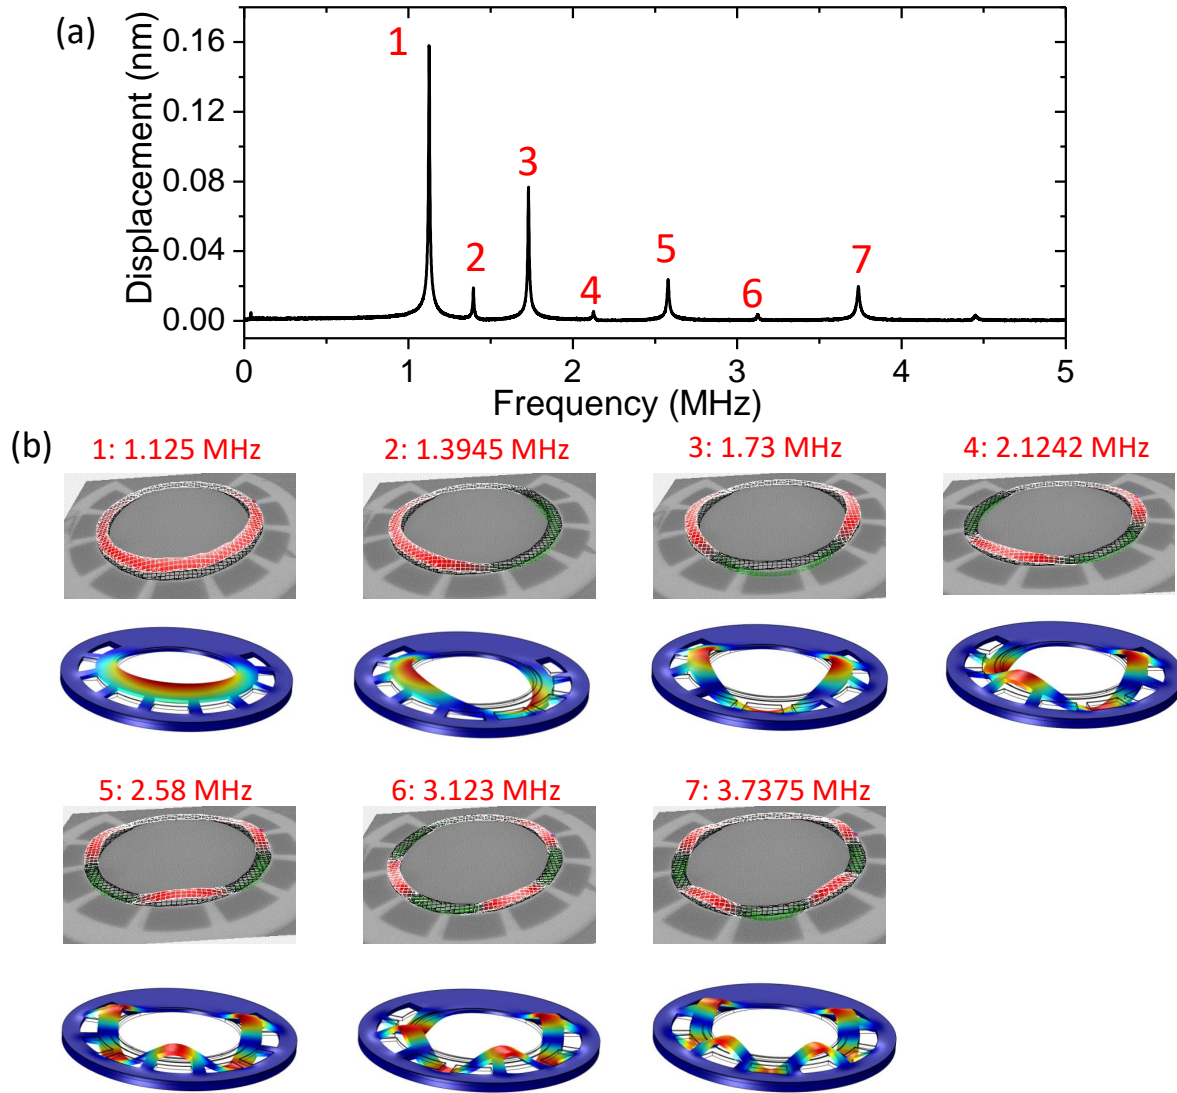 (a)
Displacement (nm)
0.16
0.12
0.08
0.04
0.00
1
2
3
4
5
6
7
0
1
2
3
4
5
Frequency (MHz)
(b)
1: 1.125 MHz
2: 1.3945 MHz
3: 1.73 MHz
4: 2.1242 MHz
5: 2.58 MHz
6: 3.123 MHz
7: 3.7375 MHz